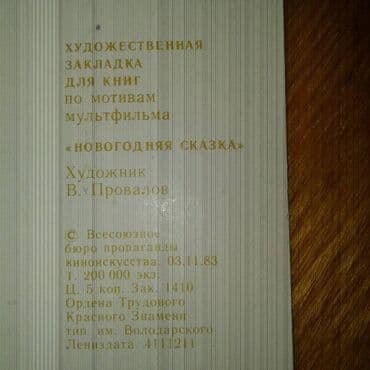 ХУДОЖЕСТВЕННАЯ
ЗАКЛАДКА
ДЛЯ КНИГ
ПО МОТИВАМ
МУЛЬТФИЛЬМА
«НОВОГОДНЯЯ СКАЗКА»
Художник
В. Провалов
© Всесоюзное
бюро пропаганды
киноискусства. 03.11.83
Т. 200 000 экз.
Ц. 5 коп. Зак. 1410
Ордена Трудового
Красного Знамени
тип. им. Володарского
Лениздата. 4111211